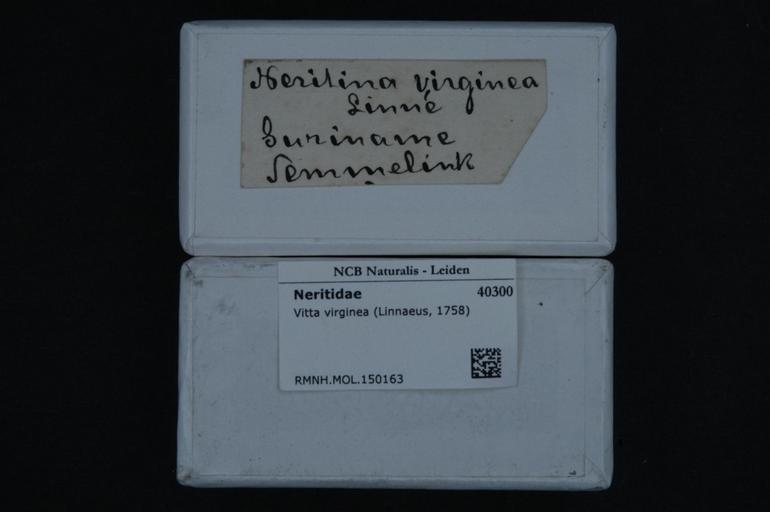 Neritina virginea
Linné
Suriname
Semmelink
NCB Naturalis - Leiden
Neritidae 40300
Vitta virginea (Linnaeus, 1758)
RMNH.MOL.150163